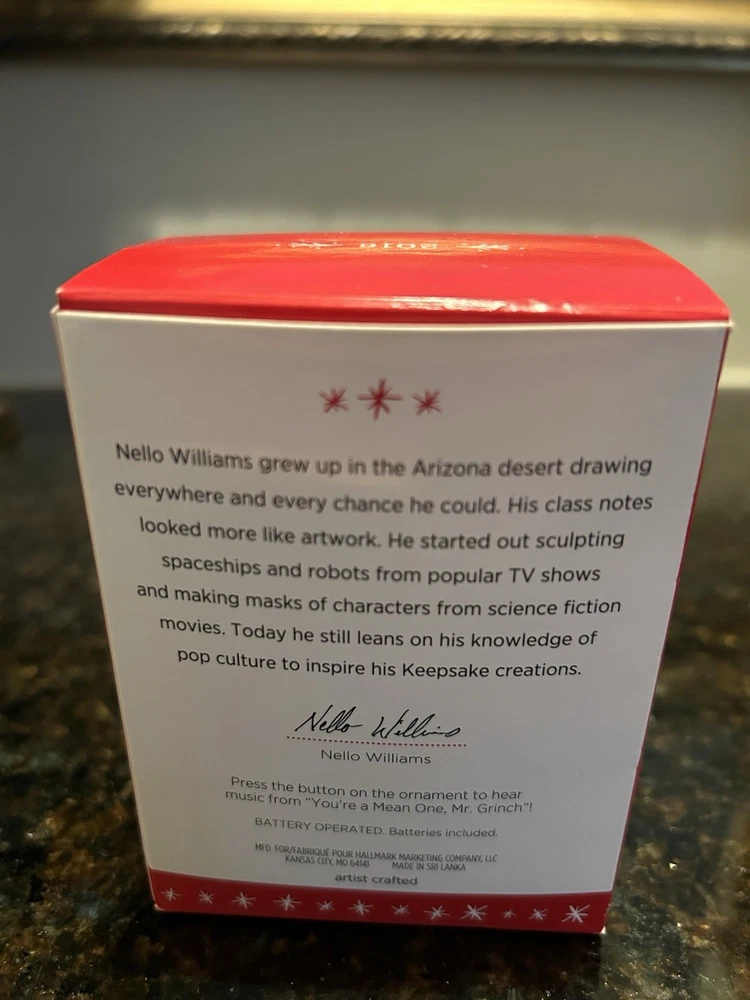 Nello Williams grew up in the Arizona desert drawing
everywhere and every chance he could. His class notes
looked more like artwork. He started out sculpting
spaceships and robots from popular TV shows
and making masks of characters from science fiction
movies. Today he still leans on his knowledge of
pop culture to inspire his Keepsake creations.
Nello Williams
Nello Williams
Press the button on the ornament to hear
music from "You're a Mean One, Mr. Grinch"!
BATTERY OPERATED. Batteries included.
MFD. FOR/FABRIQUÉ POUR HALLMARK MARKETING COMPANY, LLC
KANSAS CITY, MO 64141 MADE IN SRI LANKA
artist crafted